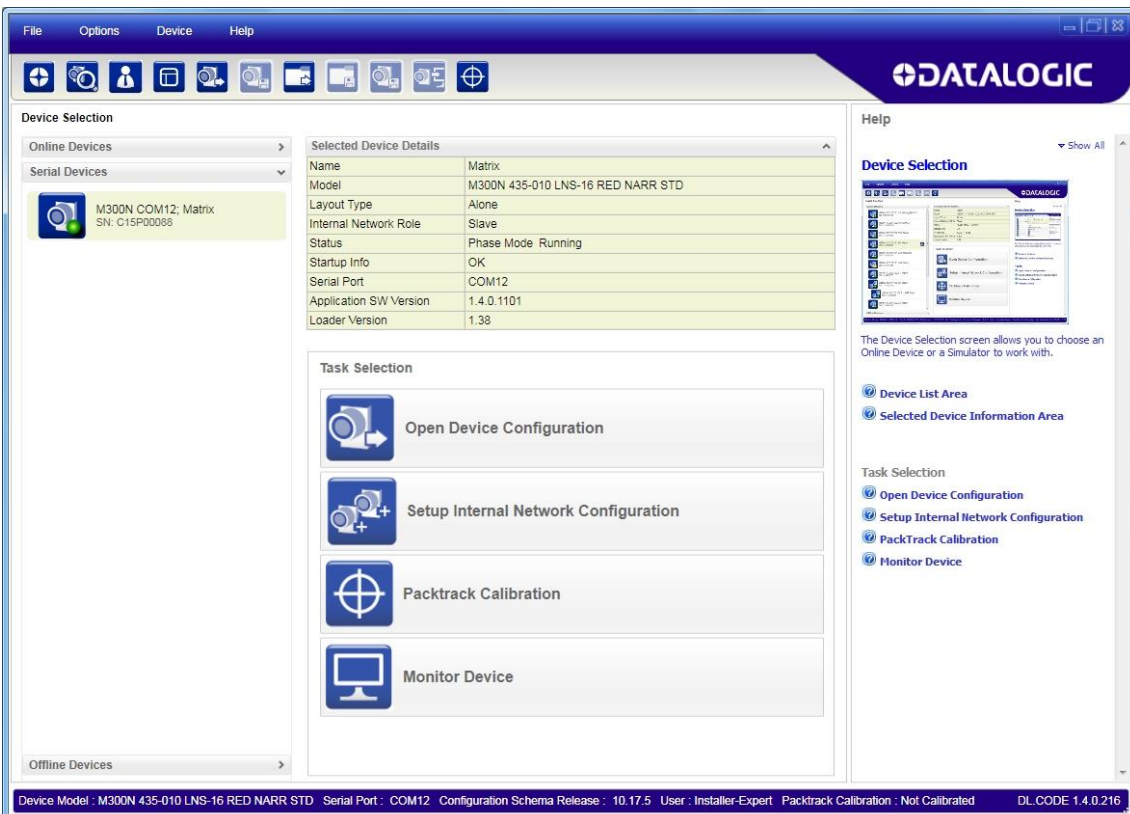 File Options Device Help
DATALOGIC
Device Selection
Online Devices
Serial Devices
M300N COM12; Matrix
SN: C15P00088
Offline Devices
Selected Device Details
Name Matrix
Model M300N 435-010 LNS-16 RED NARR STD
Layout Type Alone
Internal Network Role Slave
Status Phase Mode Running
Startup Info OK
Serial Port COM12
Application SW Version 1.4.0.1101
Loader Version 1.38
Task Selection
Open Device Configuration
Setup Internal Network Configuration
Packtrack Calibration
Monitor Device
Help
Show All
Device Selection
The Device Selection screen allows you to choose an
Online Device or a Simulator to work with.
Device List Area
Selected Device Information Area
Task Selection
Open Device Configuration
Setup Internal Network Configuration
PackTrack Calibration
Monitor Device
Device Model : M300N 435-010 LNS-16 RED NARR STD Serial Port : COM12 Configuration Schema Release : 10.17.5 User : Installer-Expert Packtrack Calibration : Not Calibrated DL.CODE 1.4.0.216